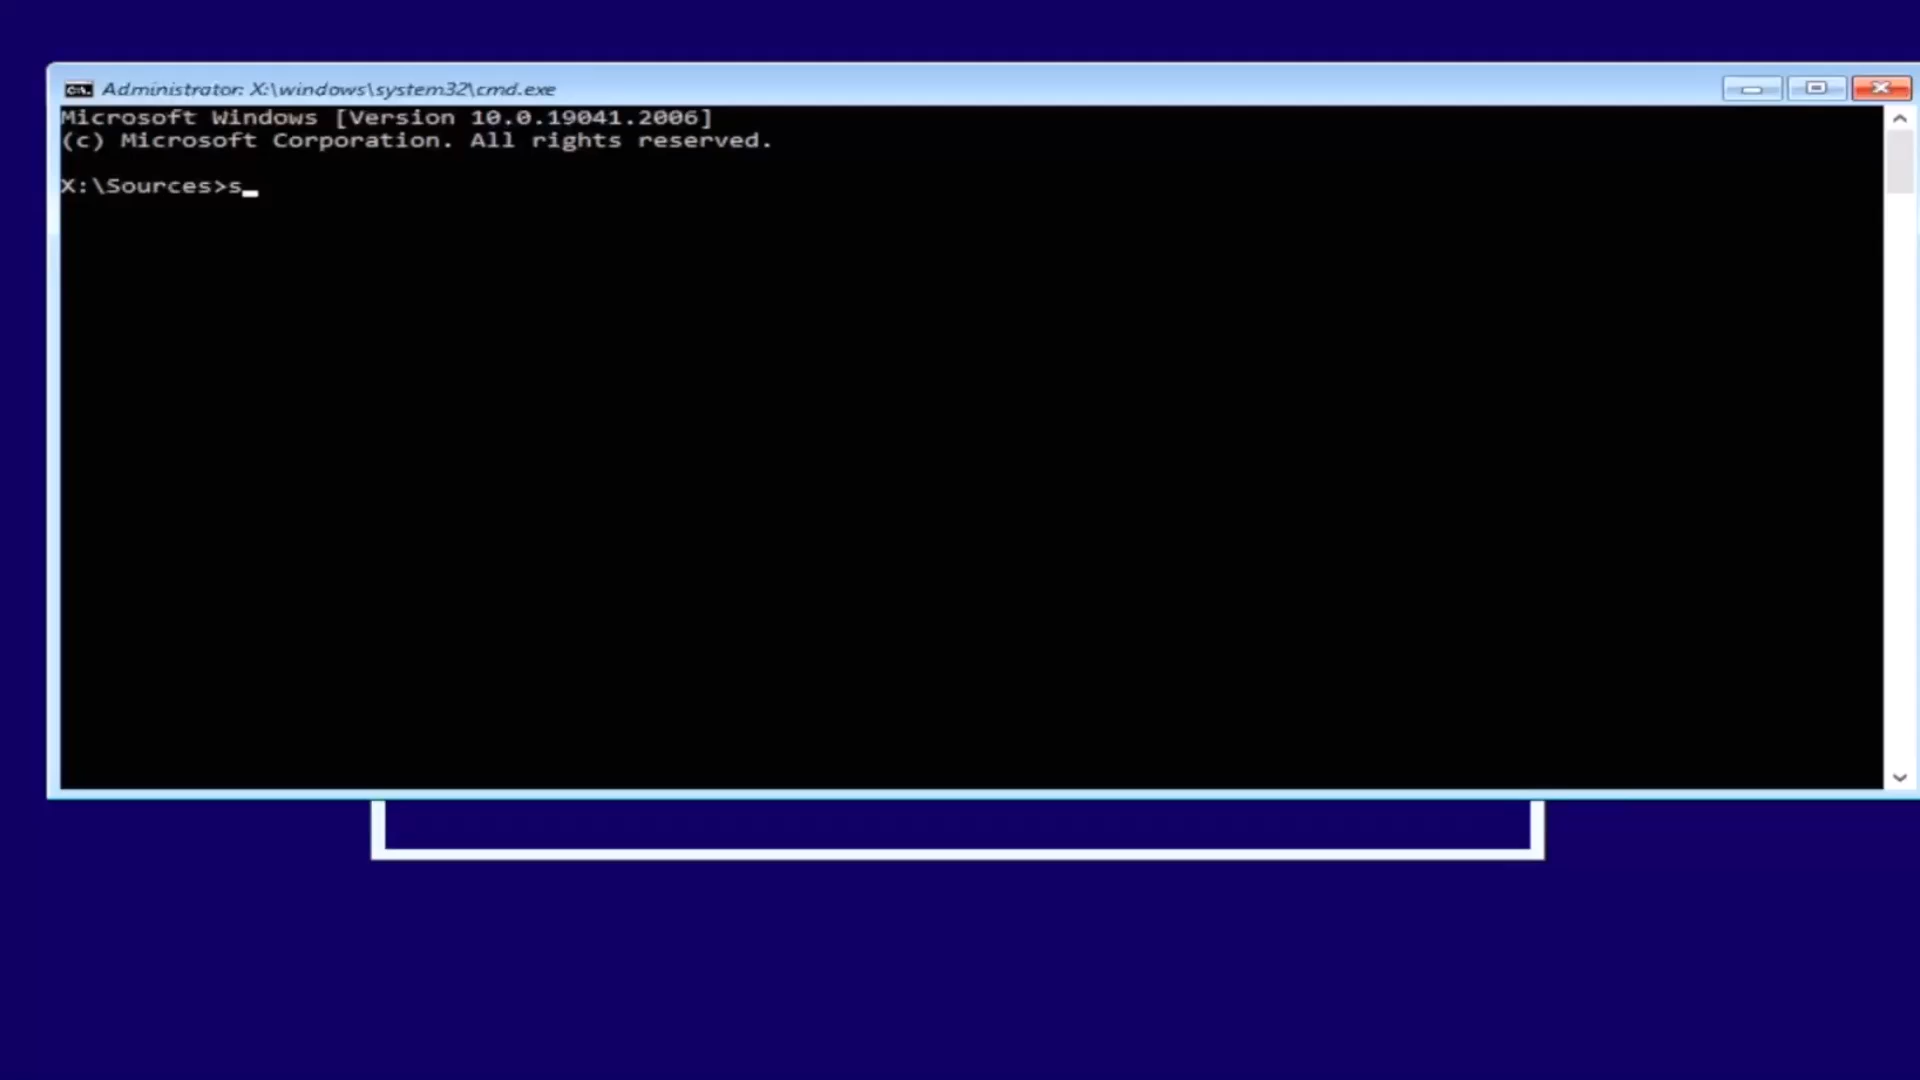 Administrator: X:\windows\system32\cmd.exe
Microsoft Windows [Version 10.0.19041.2006]
(c) Microsoft Corporation. All rights reserved.
X:\Sources>s